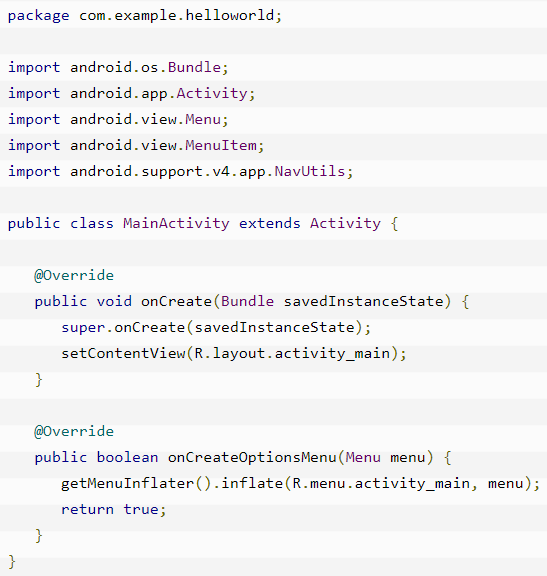 package com.example.helloworld;
import android.os.Bundle;
import android.app.Activity;
import android.view.Menu;
import android.view.MenuItem;
import android.support.v4.app.NavUtils;
public class MainActivity extends Activity {
@Override
public void onCreate(Bundle savedInstanceState) {
super.onCreate(savedInstanceState);
setContentView(R.layout.activity_main);
}
@Override
public boolean onCreateOptionsMenu(Menu menu) {
getMenuInflater().inflate(R.menu.activity_main, menu);
return true;
}
}